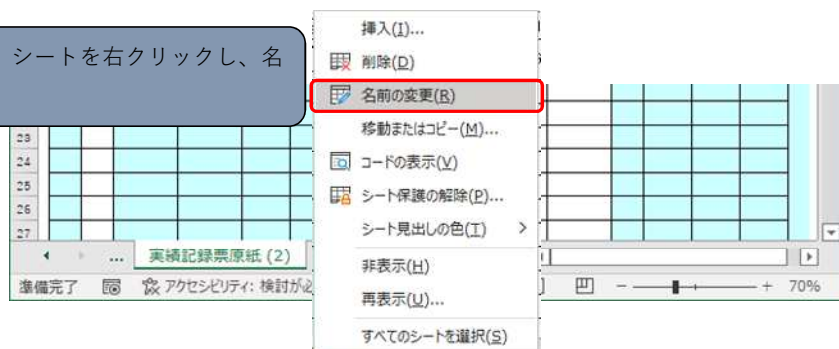 シートを右クリックし、名
挿入(I)...
削除(D)
名前の変更(R)
移動またはコピー(M)...
コードの表示(V)
シート保護の解除(P)...
シート見出しの色(T) >
非表示(H)
再表示(U)...
すべてのシートを選択(S)
23
24
25
26
27
... 実績記録票原紙 (2)
準備完了 アクセシビリティ: 検討が
- + 70%